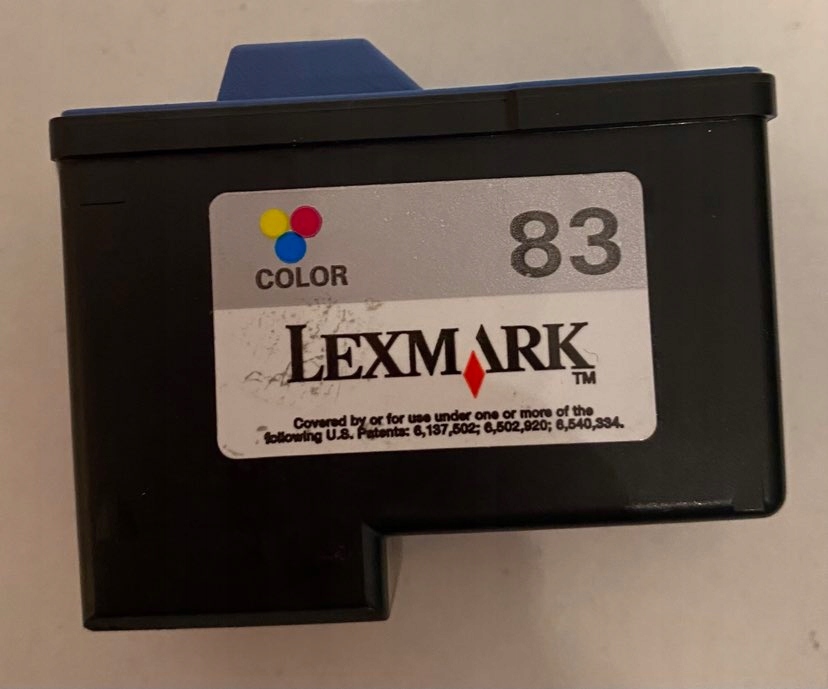 83
COLOR
LEXMARK
TM
Covered by or for use under one or more of the
following U.S. Patents: 6,137,502; 6,502,920; 6,540,334.